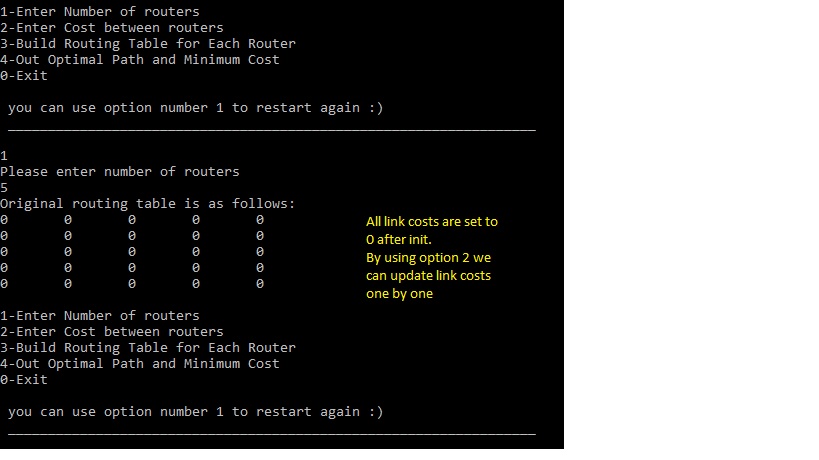 1-Enter Number of routers
2-Enter Cost between routers
3-Build Routing Table for Each Router
4-Out Optimal Path and Minimum Cost
0-Exit
you can use option number 1 to restart again :)
1
Please enter number of routers
5
Original routing table is as follows:
0 0 0 0 0
0 0 0 0 0
0 0 0 0 0
0 0 0 0 0
0 0 0 0 0
All link costs are set to
0 after init.
By using option 2 we
can update link costs
one by one
1-Enter Number of routers
2-Enter Cost between routers
3-Build Routing Table for Each Router
4-Out Optimal Path and Minimum Cost
0-Exit
you can use option number 1 to restart again :)